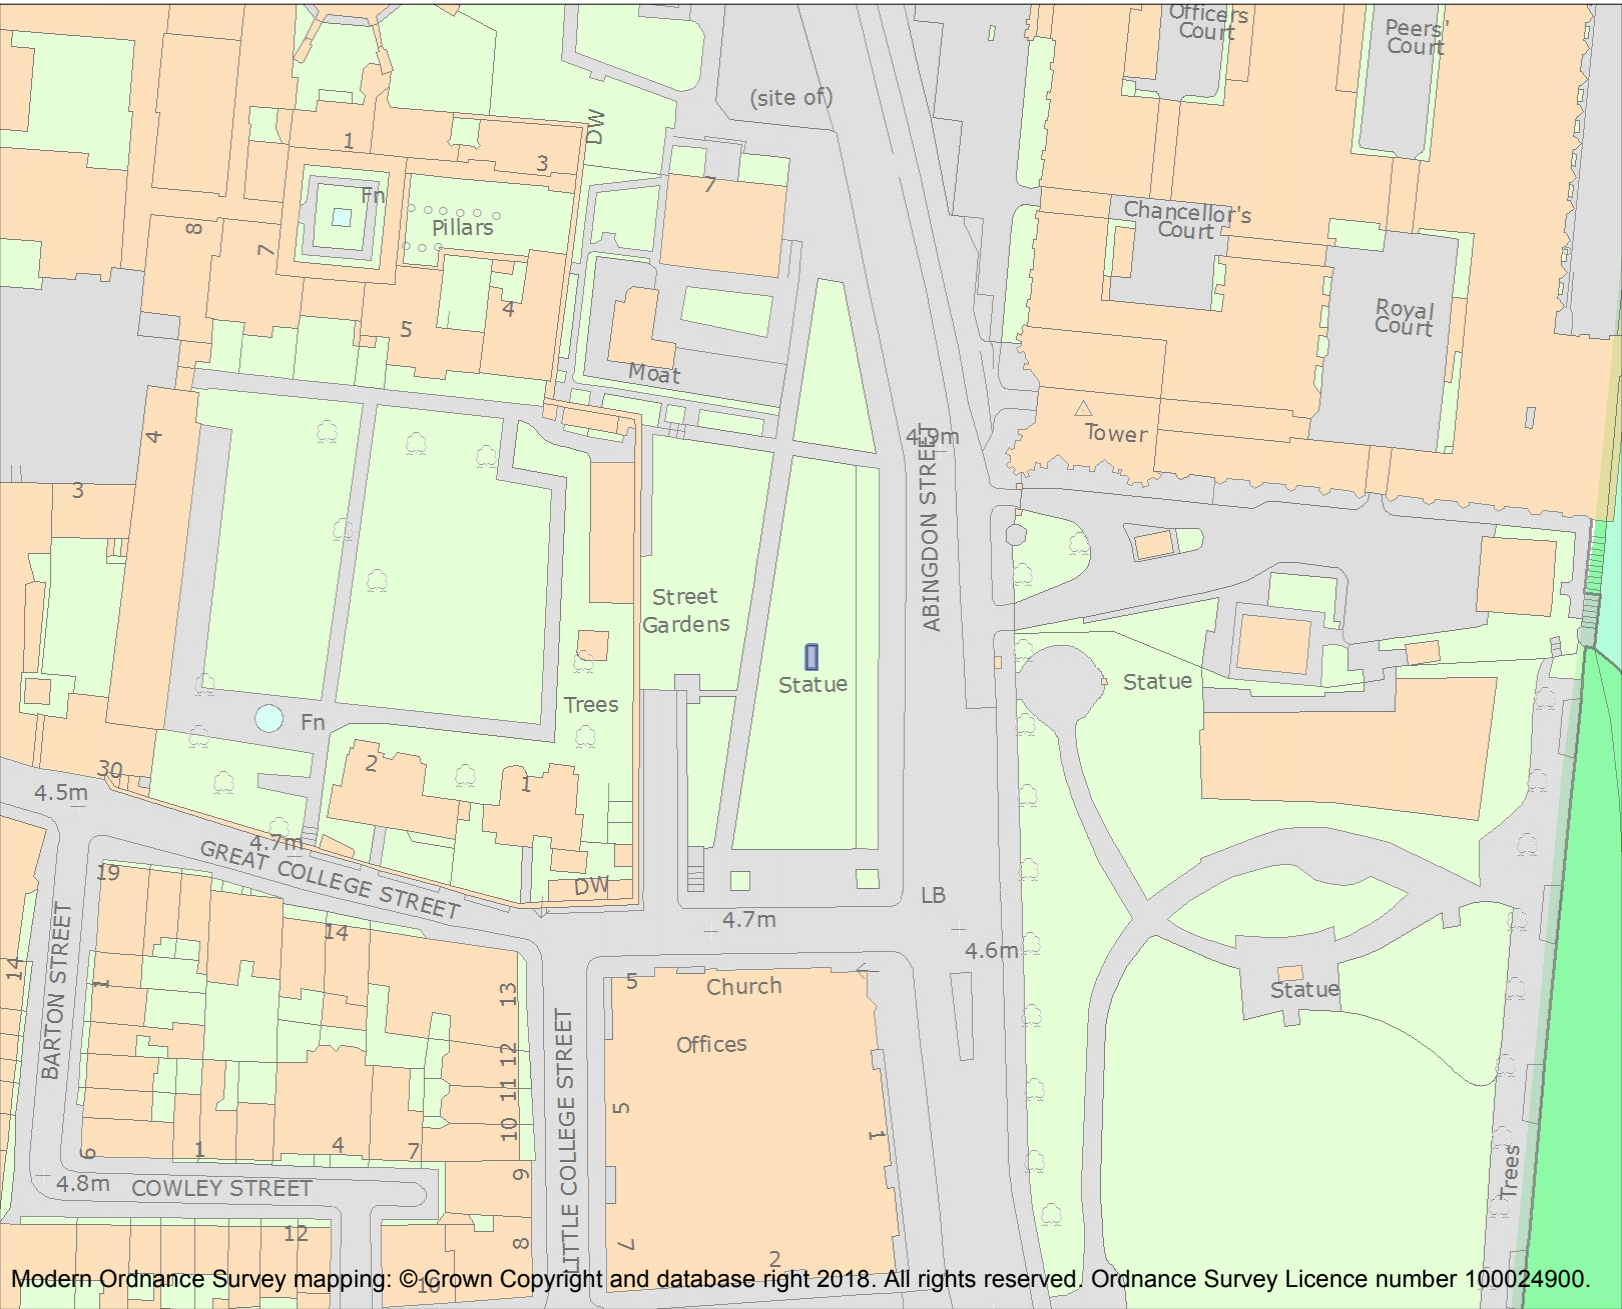 Officers
Court
Peers'
Court
(site of)
DW
1
3
Fn
7
Pillars
8
7
Chancellor's
Court
4
5
Royal
Court
Moat
4
4.9m
Tower
3
ABINGDON STREET
Street
Gardens
Statue
Statue
Trees
Fn
2
1
30
4.5m
4.7m
GREAT COLLEGE STREET
19
DW
LB
4.7m
14
4.6m
BARTON STREET
14
1
13
5
Church
Statue
Offices
12
11
10
5
1
LITTLE COLLEGE STREET
6
1
4
7
9
Trees
4.8m
COWLEY STREET
12
8
7
2
10
Modern Ordnance Survey mapping: © Crown Copyright and database right 2018. All rights reserved. Ordnance Survey Licence number 100024900.